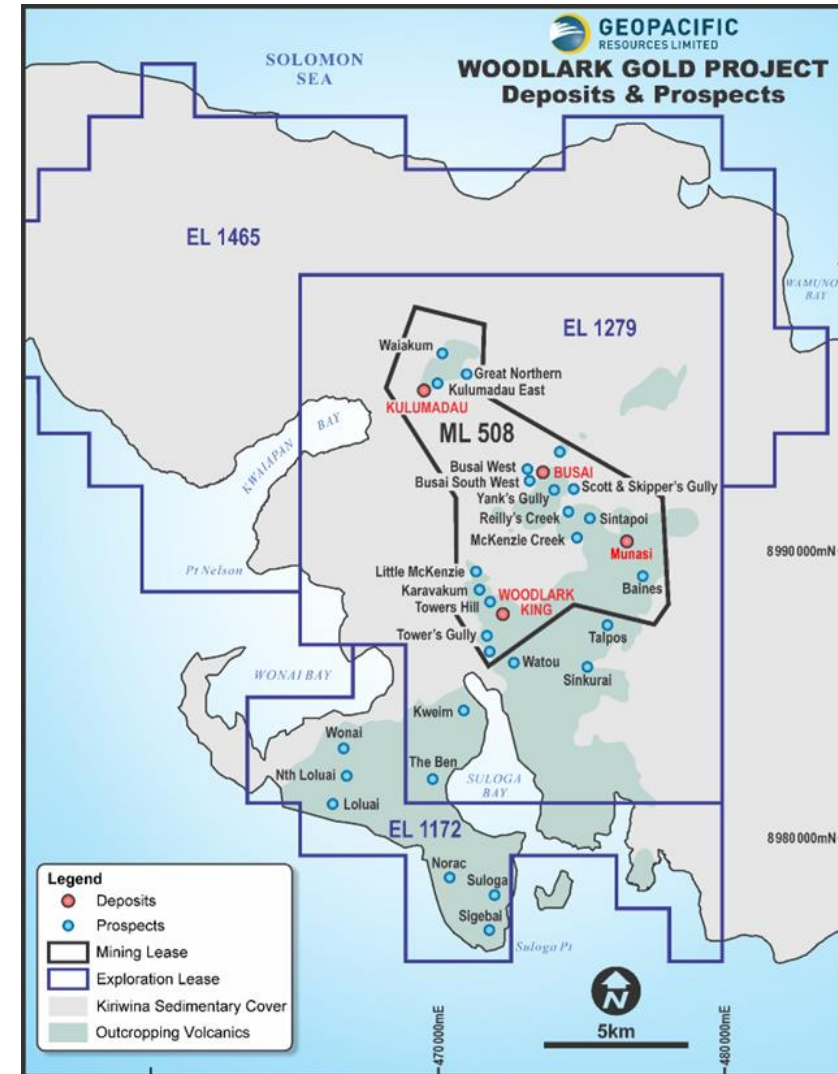 GEOPACIFIC
RESOURCES LIMITED
WOODLARK GOLD PROJECT
Deposits & Prospects
SOLOMON
SEA
EL 1465
WAMUNO
BAY
EL 1279
Waiakum
Great Northern
Kulumadau East
KULUMADAU
KWAIAPAN BAY
ML 508
Busai West
BUSAI
Busai South West
Scott & Skipper's Gully
Yank's Gully
Reilly's Creek
Sintapoi
McKenzie Creek
Munasi
8990000mN
Pt Nelson
Little McKenzie
Baines
Karavakum
WOODLARK
KING
Towers Hill
Tower's Gully
Talpos
Watou
Sinkurai
WONAI BAY
Kweim
Wonai
The Ben
Nth Loluai
SULOGA
BAY
Loluai
EL 1172
8980000mN
Norac
Suloga
Sigebai
Suloga Pt
Legend
Deposits
Prospects
Mining Lease
Exploration Lease
Kiriwina Sedimentary Cover
Outcropping Volcanics
N
5km
470000mE
480000mE